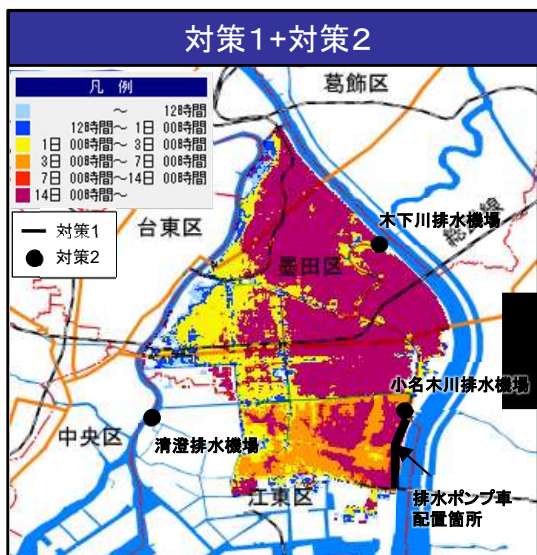 対策１+対策２
凡 例
～ 12時間
12時間～ 1日 00時間
1日 00時間～ 3日 00時間
3日 00時間～ 7日 00時間
7日 00時間～14日 00時間
14日 00時間～
対策1
対策2
葛飾区
台東区
木下川排水機場
総武線
墨田区
小名木川排水機場
中央区
清澄排水機場
江東区
排水ポンプ車
配置箇所